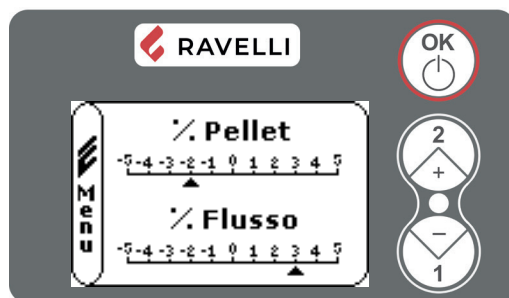 RAVELLI
OK
% Pellet
-5 -4 -3 -2 -1 0 1 2 3 4 5
% Flusso
-5 -4 -3 -2 -1 0 1 2 3 4 5
Menu
2
+
−
1